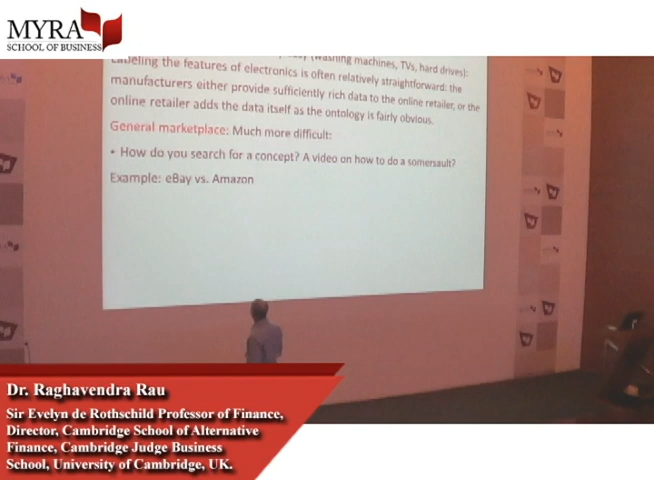 MYRA
SCHOOL OF BUSINESS
(washing machines, TVs, hard drives):
Labeling the features of electronics is often relatively straightforward: the
manufacturers either provide sufficiently rich data to the online retailer, or the
online retailer adds the data itself as the ontology is fairly obvious.
General marketplace: Much more difficult:
• How do you search for a concept? A video on how to do a somersault?
Example: eBay vs. Amazon
Dr. Raghavendra Rau
Sir Evelyn de Rothschild Professor of Finance,
Director, Cambridge School of Alternative
Finance, Cambridge Judge Business
School, University of Cambridge, UK.